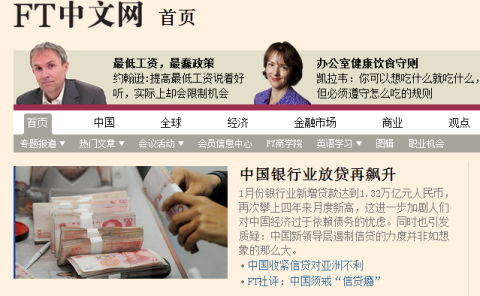 FT中文网 首页
最低工资，最蠢政策
约翰逊:提高最低工资说着好
听，实际上却会限制机会
办公室健康饮食守则
凯拉韦：你可以想吃什么就吃什么，
但必须遵守怎么吃的规则
首页 中国 全球 经济 金融市场 商业 观点
专题报道 热门文章 会议活动 会员信息中心 FT商学院 英语学习 图辑 职业机会
中国银行业放贷再飙升
1月份银行业新增贷款达到1.32万亿元人民币，
再次攀上四年来月度新高，这进一步加剧人们
对中国经济过于依赖债务的忧虑。同时也引发
质疑：中国新领导层遏制信贷的力度并非如想
象的那么大。
•中国收紧信贷对亚洲不利
•FT社评：中国须戒“信贷瘾”